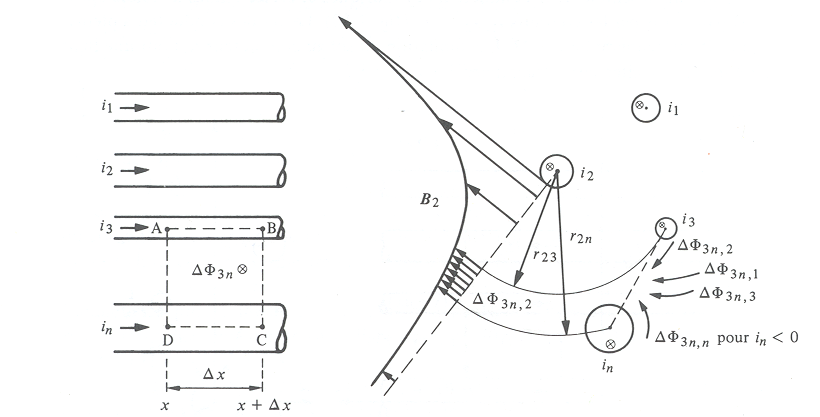 i₁
i₂
i₃ A B
ΔΦ₃ₙ ⊗
iₙ
D C
Δx
x x + Δx
B₂
⊗ i₂
⊗ i₁
r₂₃
r₂ₙ
i₃
ΔΦ₃ₙ,₂
ΔΦ₃ₙ,₂
ΔΦ₃ₙ,₁
ΔΦ₃ₙ,₃
ΔΦ₃ₙ,ₙ pour iₙ < 0
iₙ